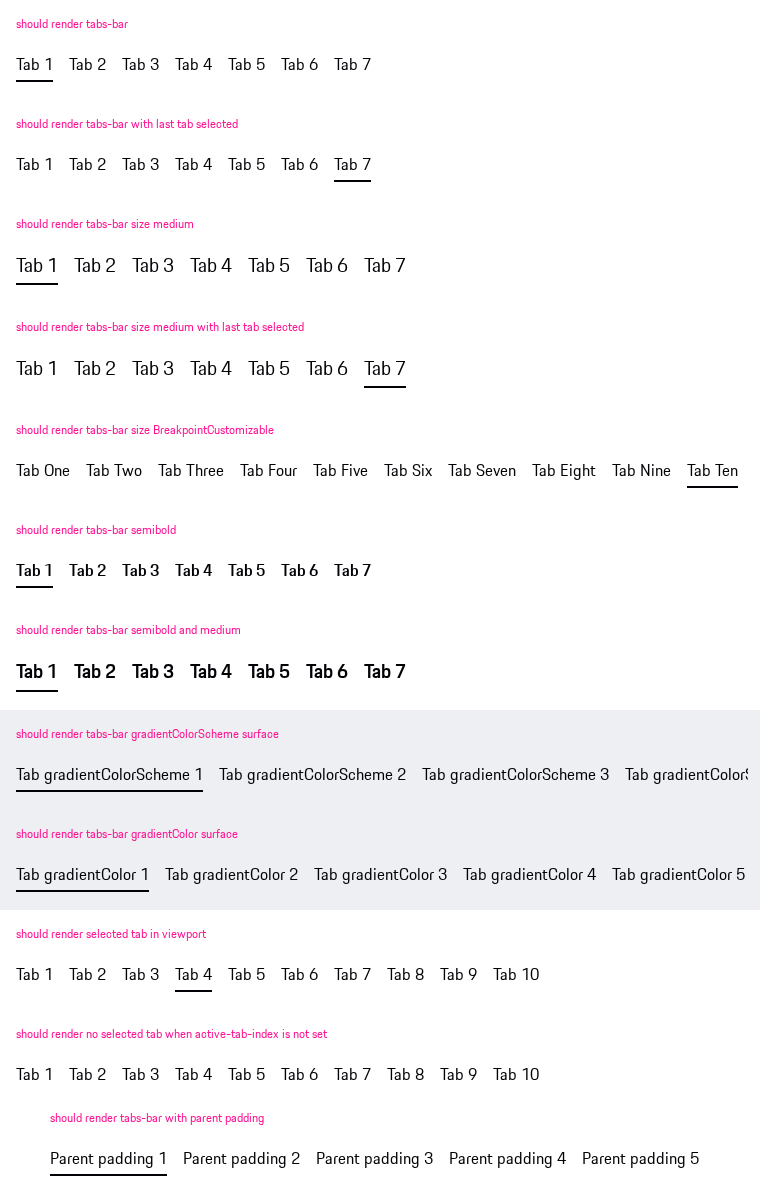 should render tabs-bar
Tab 1 Tab 2 Tab 3 Tab 4 Tab 5 Tab 6 Tab 7
should render tabs-bar with last tab selected
Tab 1 Tab 2 Tab 3 Tab 4 Tab 5 Tab 6 Tab 7
should render tabs-bar size medium
Tab 1 Tab 2 Tab 3 Tab 4 Tab 5 Tab 6 Tab 7
should render tabs-bar size medium with last tab selected
Tab 1 Tab 2 Tab 3 Tab 4 Tab 5 Tab 6 Tab 7
should render tabs-bar size BreakpointCustomizable
Tab One Tab Two Tab Three Tab Four Tab Five Tab Six Tab Seven Tab Eight Tab Nine Tab Ten
should render tabs-bar semibold
Tab 1 Tab 2 Tab 3 Tab 4 Tab 5 Tab 6 Tab 7
should render tabs-bar semibold and medium
Tab 1 Tab 2 Tab 3 Tab 4 Tab 5 Tab 6 Tab 7
should render tabs-bar gradientColorScheme surface
Tab gradientColorScheme 1 Tab gradientColorScheme 2 Tab gradientColorScheme 3 Tab gradientColorS
should render tabs-bar gradientColor surface
Tab gradientColor 1 Tab gradientColor 2 Tab gradientColor 3 Tab gradientColor 4 Tab gradientColor 5
should render selected tab in viewport
Tab 1 Tab 2 Tab 3 Tab 4 Tab 5 Tab 6 Tab 7 Tab 8 Tab 9 Tab 10
should render no selected tab when active-tab-index is not set
Tab 1 Tab 2 Tab 3 Tab 4 Tab 5 Tab 6 Tab 7 Tab 8 Tab 9 Tab 10
should render tabs-bar with parent padding
Parent padding 1 Parent padding 2 Parent padding 3 Parent padding 4 Parent padding 5